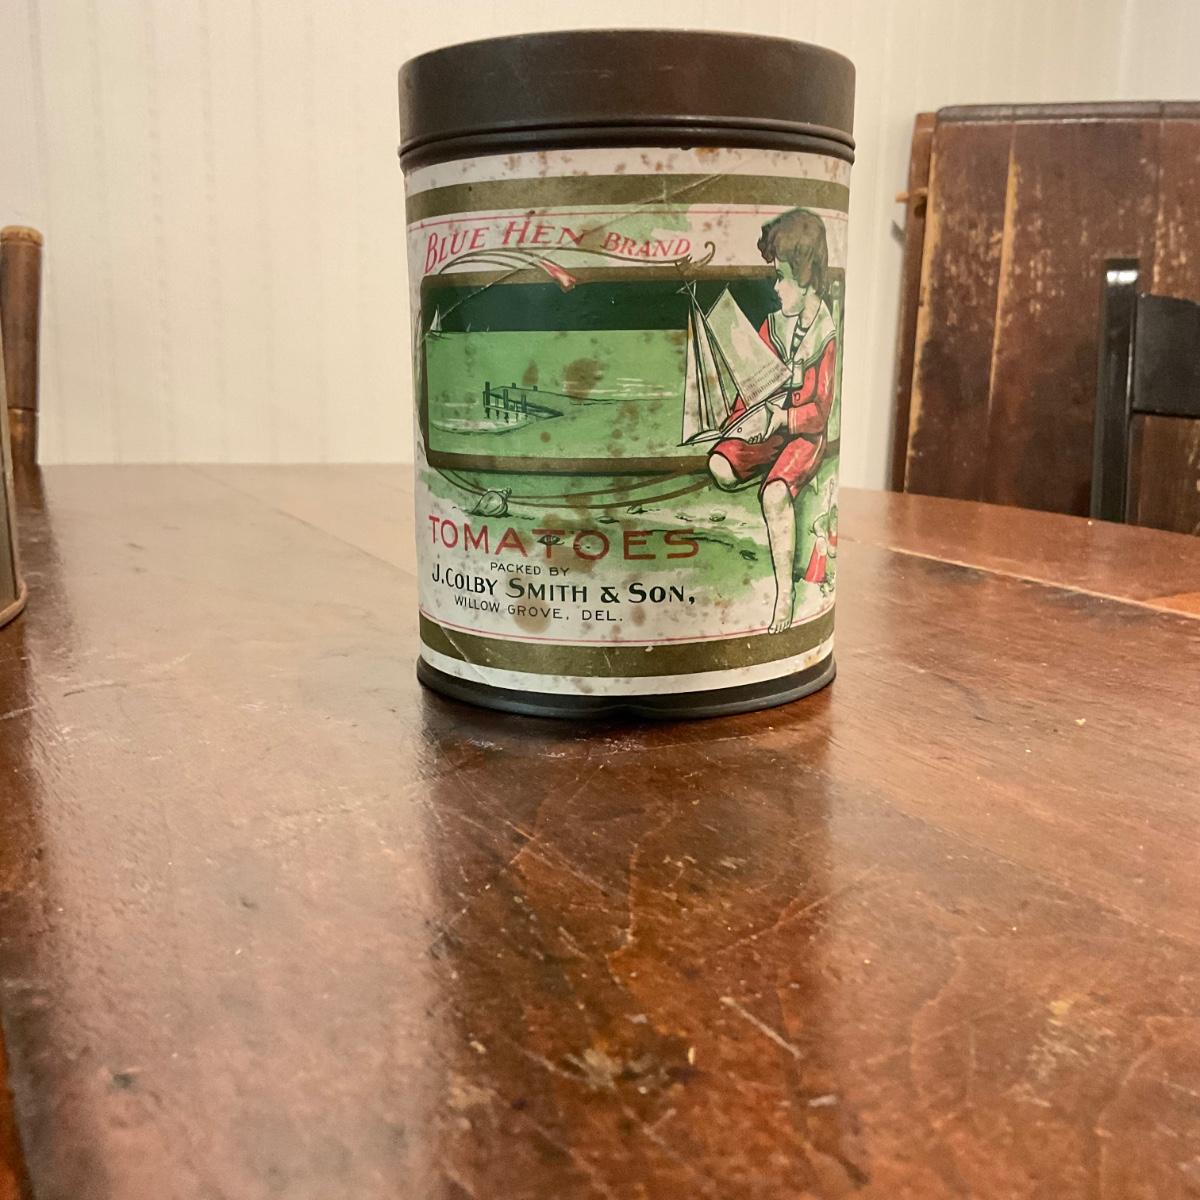 BLUE HEN BRAND
TOMATOES
PACKED BY
J. COLBY SMITH & SON,
WILLOW GROVE, DEL.